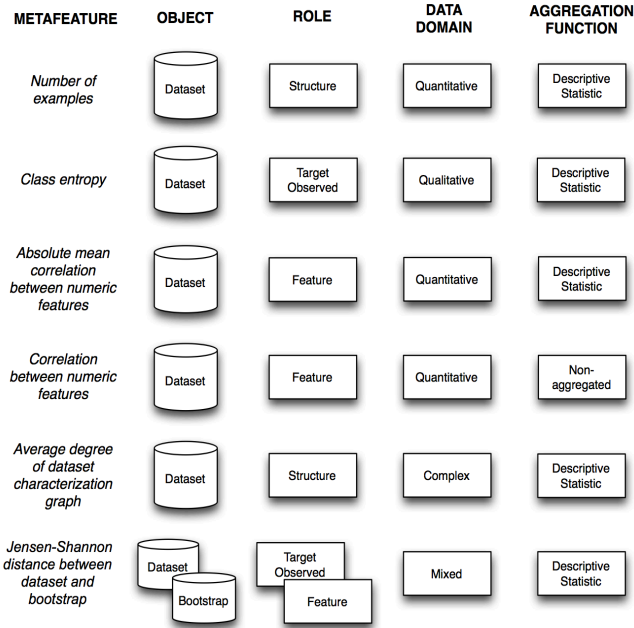 METAFEATURE
OBJECT
ROLE
DATA
DOMAIN
AGGREGATION
FUNCTION
Number of
examples
Dataset
Structure
Quantitative
Descriptive
Statistic
Class entropy
Dataset
Target
Observed
Qualitative
Descriptive
Statistic
Absolute mean
correlation
between numeric
features
Dataset
Feature
Quantitative
Descriptive
Statistic
Correlation
between numeric
features
Dataset
Feature
Quantitative
Non-
aggregated
Average degree
of dataset
characterization
graph
Dataset
Structure
Complex
Descriptive
Statistic
Jensen-Shannon
distance between
dataset and
bootstrap
Dataset
Bootstrap
Target
Observed
Feature
Mixed
Descriptive
Statistic